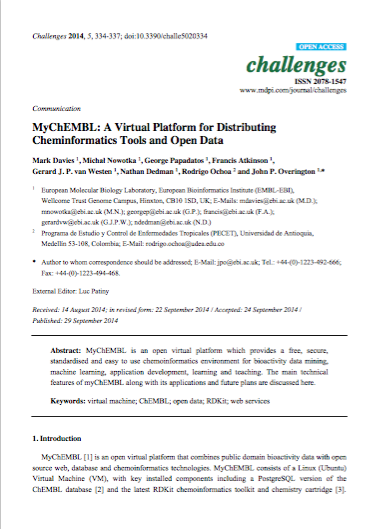 Challenges 2014, 5, 334-337; doi:10.3390/challe5020334
OPEN ACCESS
challenges
ISSN 2078-1547
www.mdpi.com/journal/challenges
Communication
MyChEMBL: A Virtual Platform for Distributing
Cheminformatics Tools and Open Data
Mark Davies 1, Michal Nowotka 1, George Papadatos 1, Francis Atkinson 1,
Gerard J. P. van Westen 1, Nathan Dedman 1, Rodrigo Ochoa 2 and John P. Overington 1,*
1 European Molecular Biology Laboratory, European Bioinformatics Institute (EMBL-EBI),
Wellcome Trust Genome Campus, Hinxton, CB10 1SD, UK; E-Mails: mdavies@ebi.ac.uk (M.D.);
mnowotka@ebi.ac.uk (M.N.); georgep@ebi.ac.uk (G.P.); francis@ebi.ac.uk (F.A.);
gerardvw@ebi.ac.uk (G.J.P.W.); ndedman@ebi.ac.uk (N.D.)
2 Programa de Estudio y Control de Enfermedades Tropicales (PECET), Universidad de Antioquia,
Medellín 53-108, Colombia; E-Mail: rodrigo.ochoa@udea.edu.co
* Author to whom correspondence should be addressed; E-Mail: jpo@ebi.ac.uk; Tel.: +44-(0)-1223-492-666;
Fax: +44-(0)-1223-494-468.
External Editor: Luc Patiny
Received: 14 August 2014; in revised form: 22 September 2014 / Accepted: 24 September 2014 /
Published: 29 September 2014
Abstract: MyChEMBL is an open virtual platform which provides a free, secure,
standardised and easy to use chemoinformatics environment for bioactivity data mining,
machine learning, application development, learning and teaching. The main technical
features of myChEMBL along with its applications and future plans are discussed here.
Keywords: virtual machine; ChEMBL; open data; RDKit; web services
1. Introduction
MyChEMBL [1] is an open virtual platform that combines public domain bioactivity data with open
source web, database and chemoinformatics technologies. MyChEMBL consists of a Linux (Ubuntu)
Virtual Machine (VM), with key installed components including a PostgreSQL version of the
ChEMBL database [2] and the latest RDKit chemoinformatics toolkit and chemistry cartridge [3].